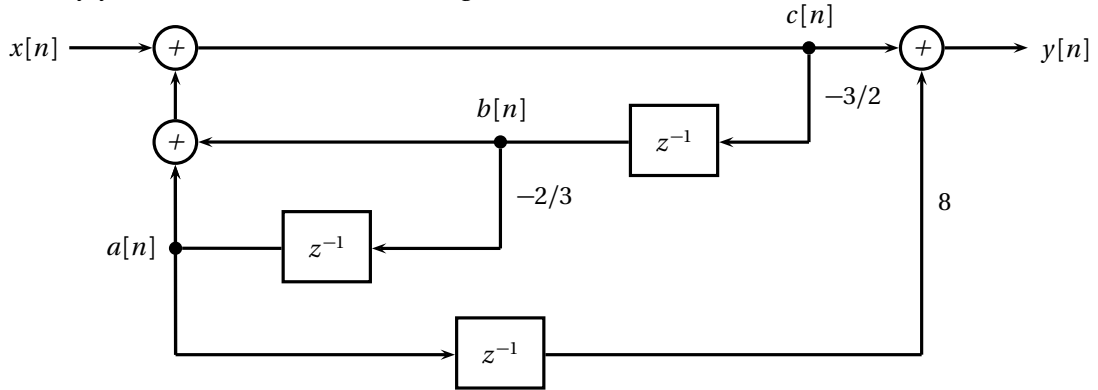 c[n]
x[n] + + y[n]
−3/2
b[n]
+ z⁻¹
−2/3
8
a[n] z⁻¹
z⁻¹